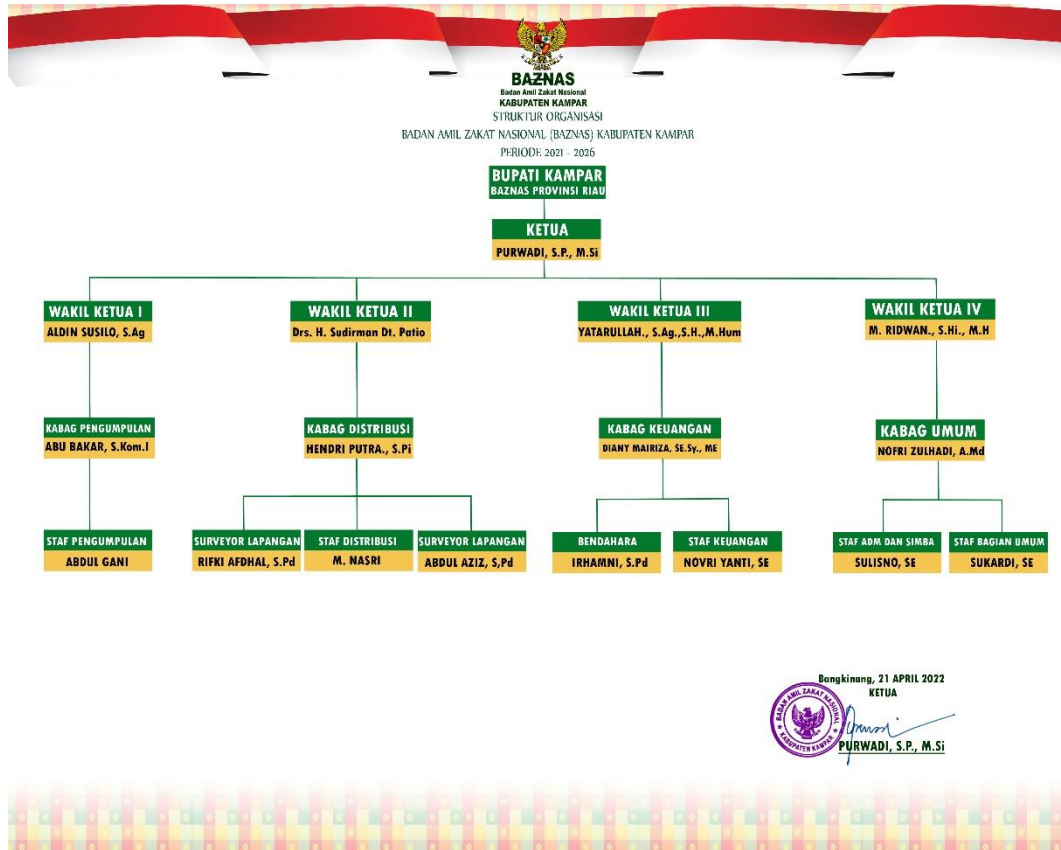 BAZNAS
Badan Amil Zakat Nasional
KABUPATEN KAMPAR
STRUKTUR ORGANISASI
BADAN AMIL ZAKAT NASIONAL (BAZNAS) KABUPATEN KAMPAR
PERIODE 2021 - 2026
BUPATI KAMPAR
BAZNAS PROVINSI RIAU
KETUA
PURWADI, S.P., M.Si
WAKIL KETUA I
ALDIN SUSILO, S.Ag
WAKIL KETUA II
Drs. H. Sudirman Dt. Patio
WAKIL KETUA III
YATARULLAH., S.Ag.,S.H.,M.Hum
WAKIL KETUA IV
M. RIDWAN., S.Hi., M.H
KABAG PENGUMPULAN
ABU BAKAR, S.Kom.I
KABAG DISTRIBUSI
HENDRI PUTRA., S.Pi
KABAG KEUANGAN
DIANY MAIRIZA, SE.Sy., ME
KABAG UMUM
NOFRI ZULHADI, A.Md
STAF PENGUMPULAN
ABDUL GANI
SURVEYOR LAPANGAN
RIFKI AFDHAL, S.Pd
STAF DISTRIBUSI
M. NASRI
SURVEYOR LAPANGAN
ABDUL AZIZ, S,Pd
BENDAHARA
IRHAMNI, S.Pd
STAF KEUANGAN
NOVRI YANTI, SE
STAF ADM DAN SIMBA
SULISNO, SE
STAF BAGIAN UMUM
SUKARDI, SE
Bangkinang, 21 APRIL 2022
KETUA
BADAN AMIL ZAKAT NASIONAL
KABUPATEN KAMPAR
PURWADI, S.P., M.Si